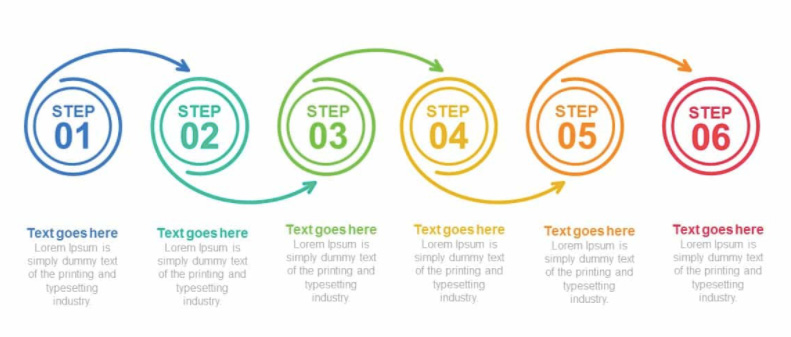 STEP
01
STEP
02
STEP
03
STEP
04
STEP
05
STEP
06
Text goes here
Lorem Ipsum is
simply dummy text
of the printing and
typesetting
industry.
Text goes here
Lorem Ipsum is
simply dummy text
of the printing and
typesetting
industry.
Text goes here
Lorem Ipsum is
simply dummy text
of the printing and
typesetting
industry.
Text goes here
Lorem Ipsum is
simply dummy text
of the printing and
typesetting
industry.
Text goes here
Lorem Ipsum is
simply dummy text
of the printing and
typesetting
industry.
Text goes here
Lorem Ipsum is
simply dummy text
of the printing and
typesetting
industry.